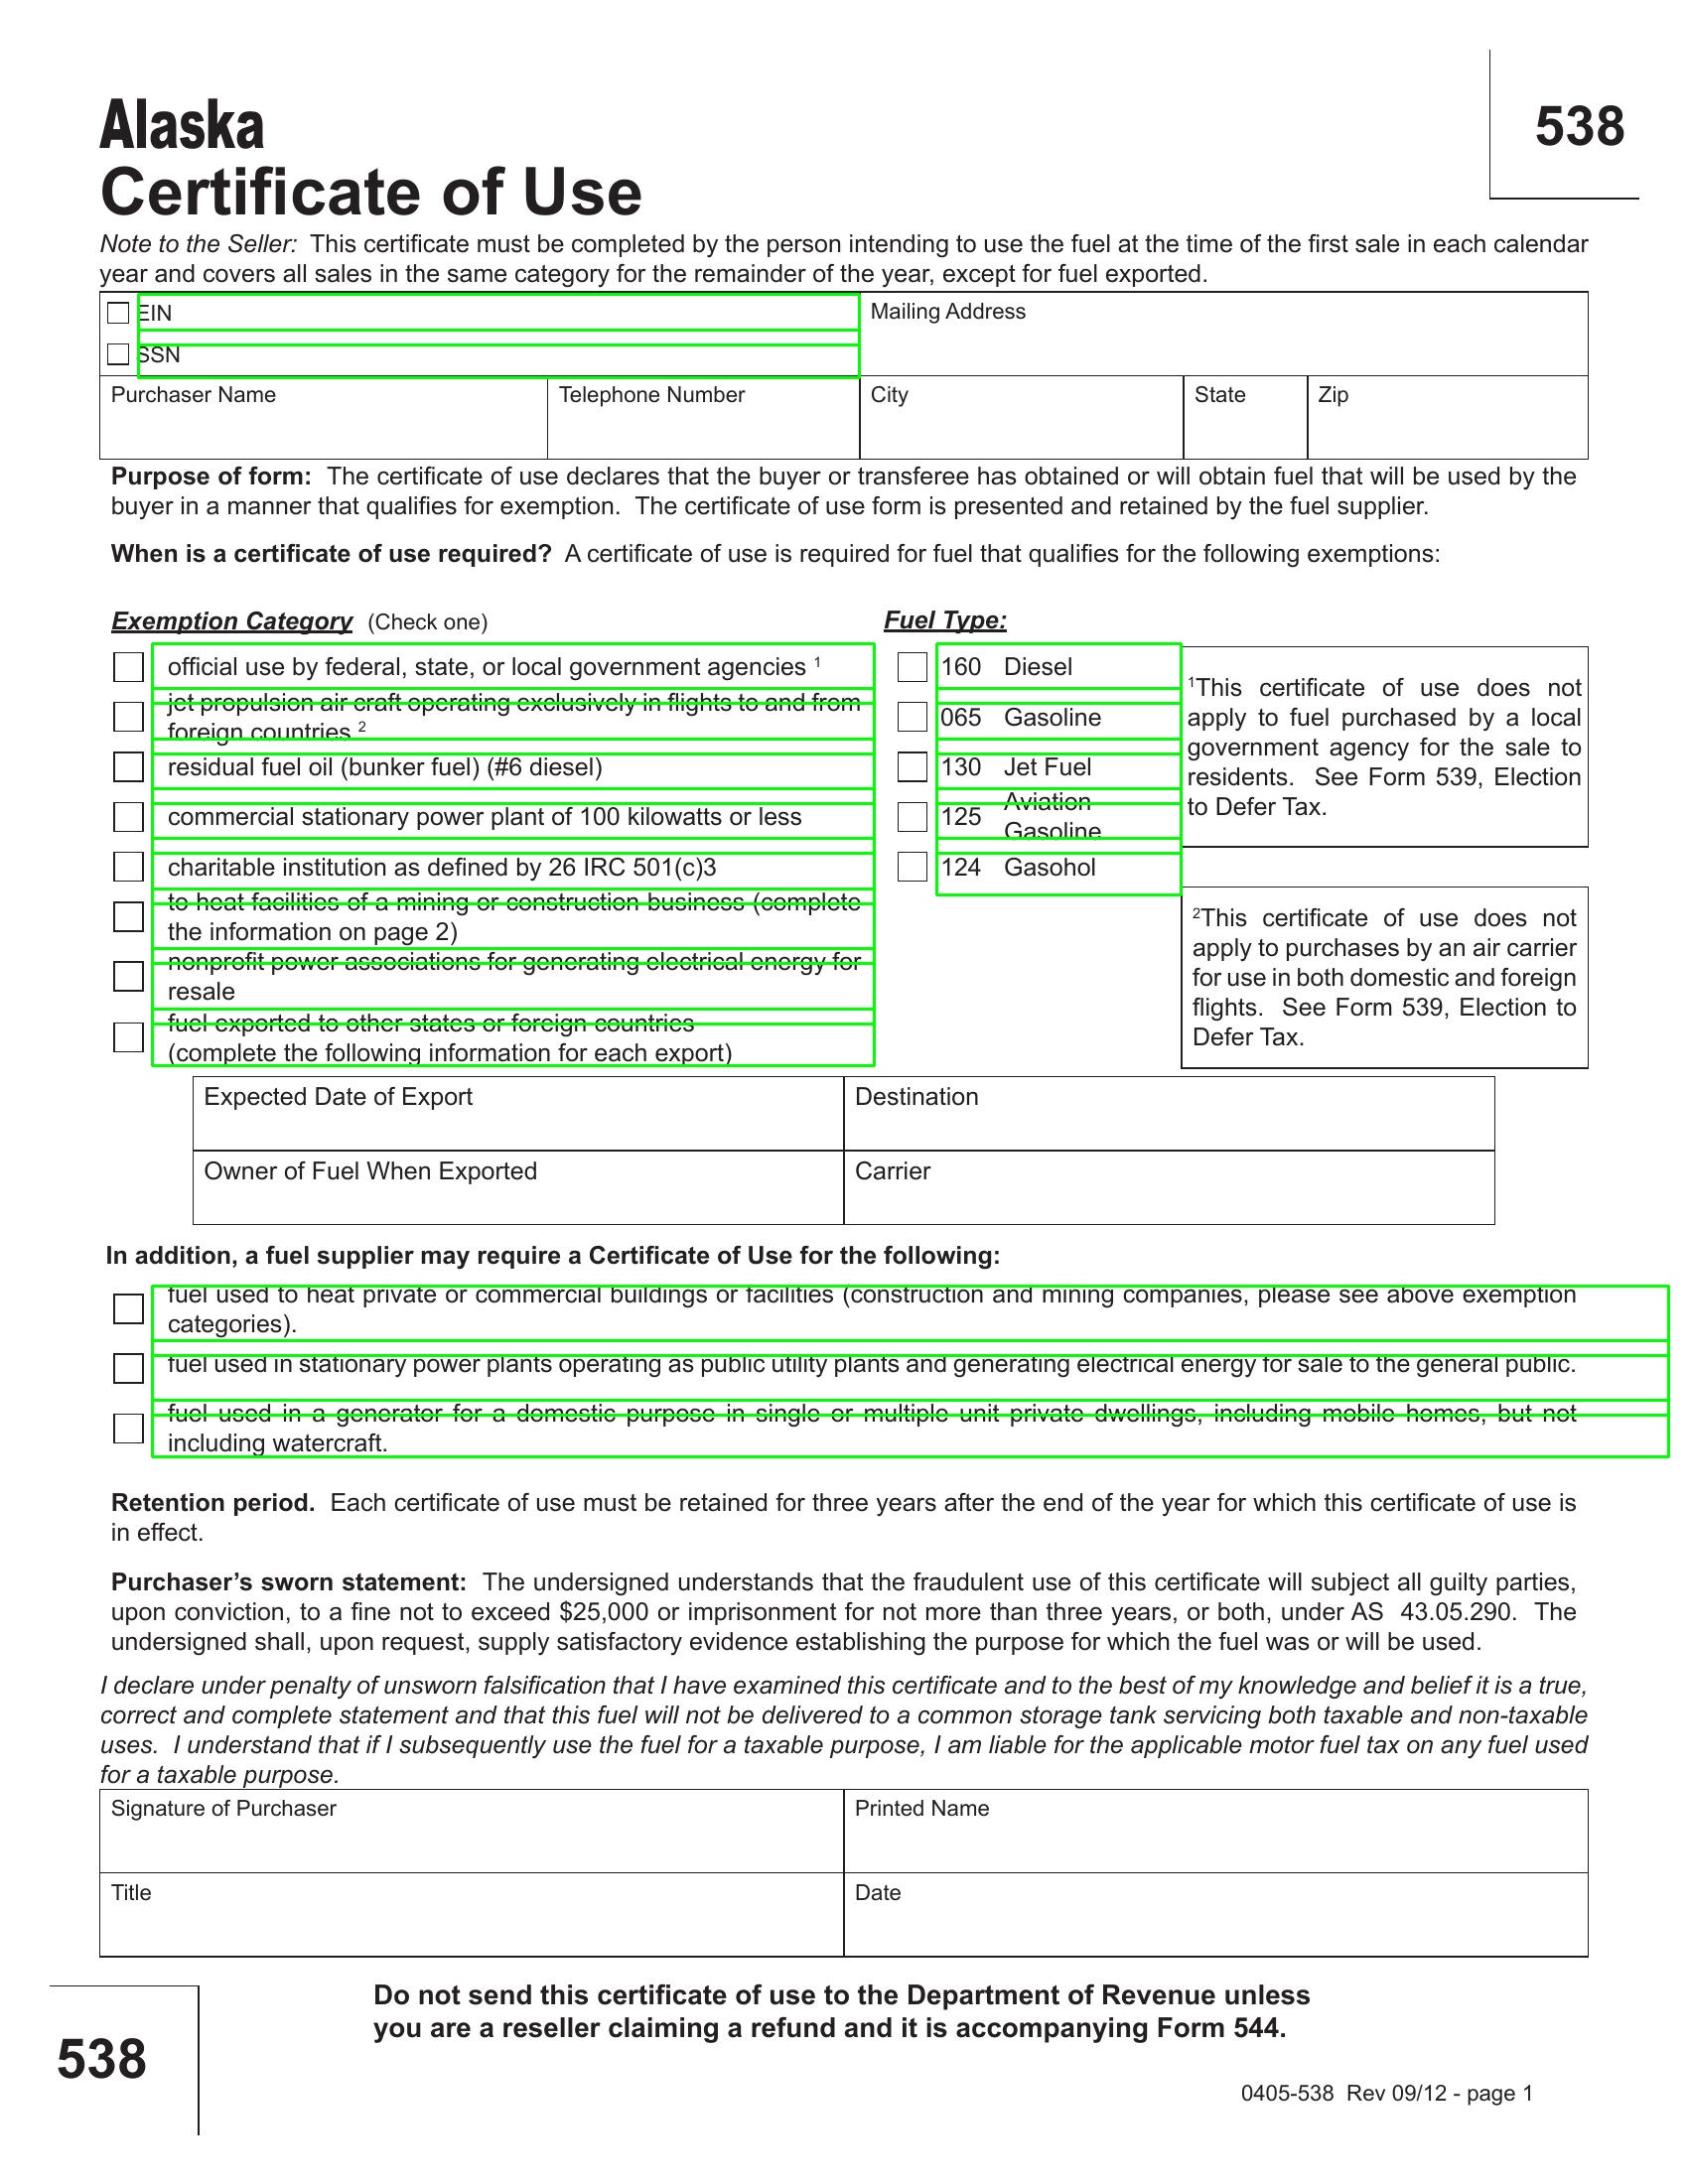 538
Alaska
Certificate of Use
Note to the Seller: This certificate must be completed by the person intending to use the fuel at the time of the first sale in each calendar
year and covers all sales in the same category for the remainder of the year, except for fuel exported.
EIN
SSN
Mailing Address
Purchaser Name
Telephone Number
City
State
Zip
Purpose of form: The certificate of use declares that the buyer or transferee has obtained or will obtain fuel that will be used by the
buyer in a manner that qualifies for exemption. The certificate of use form is presented and retained by the fuel supplier.
When is a certificate of use required? A certificate of use is required for fuel that qualifies for the following exemptions:
Exemption Category (Check one)
official use by federal, state, or local government agencies 1
jet propulsion air craft operating exclusively in flights to and from
foreign countries 2
residual fuel oil (bunker fuel) (#6 diesel)
commercial stationary power plant of 100 kilowatts or less
charitable institution as defined by 26 IRC 501(c)3
to heat facilities of a mining or construction business (complete
the information on page 2)
nonprofit power associations for generating electrical energy for
resale
fuel exported to other states or foreign countries
(complete the following information for each export)
Fuel Type:
160 Diesel
065 Gasoline
130 Jet Fuel
125 Aviation
Gasoline
124 Gasohol
1This certificate of use does not
apply to fuel purchased by a local
government agency for the sale to
residents. See Form 539, Election
to Defer Tax.
2This certificate of use does not
apply to purchases by an air carrier
for use in both domestic and foreign
flights. See Form 539, Election to
Defer Tax.
Expected Date of Export
Destination
Owner of Fuel When Exported
Carrier
In addition, a fuel supplier may require a Certificate of Use for the following:
fuel used to heat private or commercial buildings or facilities (construction and mining companies, please see above exemption
categories).
fuel used in stationary power plants operating as public utility plants and generating electrical energy for sale to the general public.
fuel used in a generator for a domestic purpose in single or multiple unit private dwellings, including mobile homes, but not
including watercraft.
Retention period. Each certificate of use must be retained for three years after the end of the year for which this certificate of use is
in effect.
Purchaser’s sworn statement: The undersigned understands that the fraudulent use of this certificate will subject all guilty parties,
upon conviction, to a fine not to exceed $25,000 or imprisonment for not more than three years, or both, under AS 43.05.290. The
undersigned shall, upon request, supply satisfactory evidence establishing the purpose for which the fuel was or will be used.
I declare under penalty of unsworn falsification that I have examined this certificate and to the best of my knowledge and belief it is a true,
correct and complete statement and that this fuel will not be delivered to a common storage tank servicing both taxable and non-taxable
uses. I understand that if I subsequently use the fuel for a taxable purpose, I am liable for the applicable motor fuel tax on any fuel used
for a taxable purpose.
Signature of Purchaser
Printed Name
Title
Date
Do not send this certificate of use to the Department of Revenue unless
you are a reseller claiming a refund and it is accompanying Form 544.
538
0405-538 Rev 09/12 - page 1